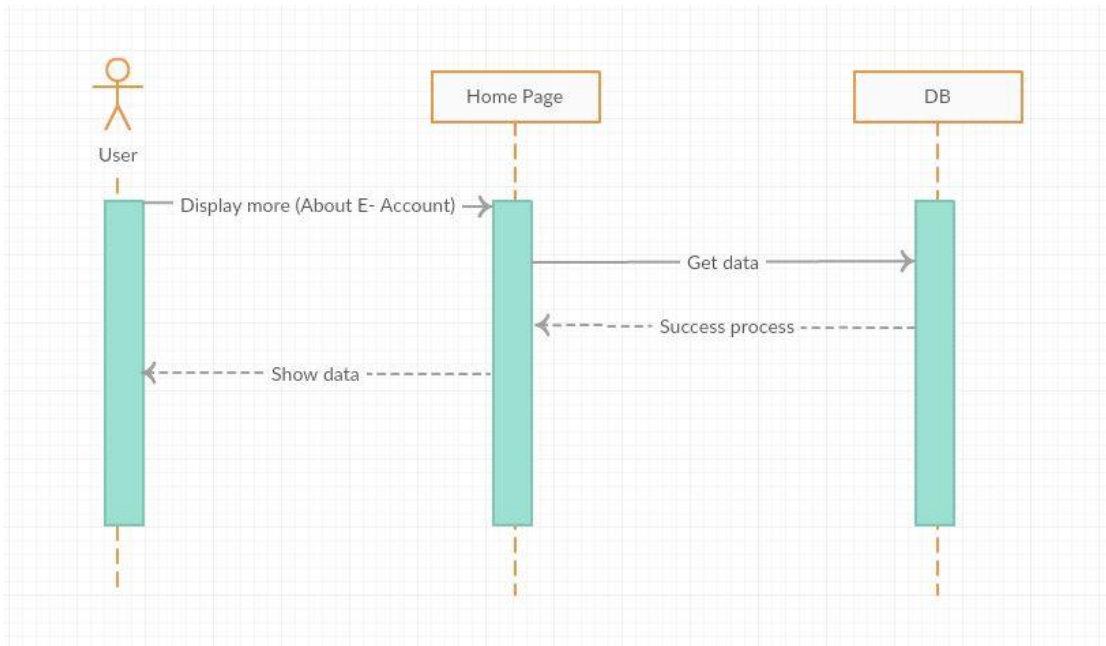 Home Page
DB
User
Display more (About E- Account)
Get data
Success process
Show data